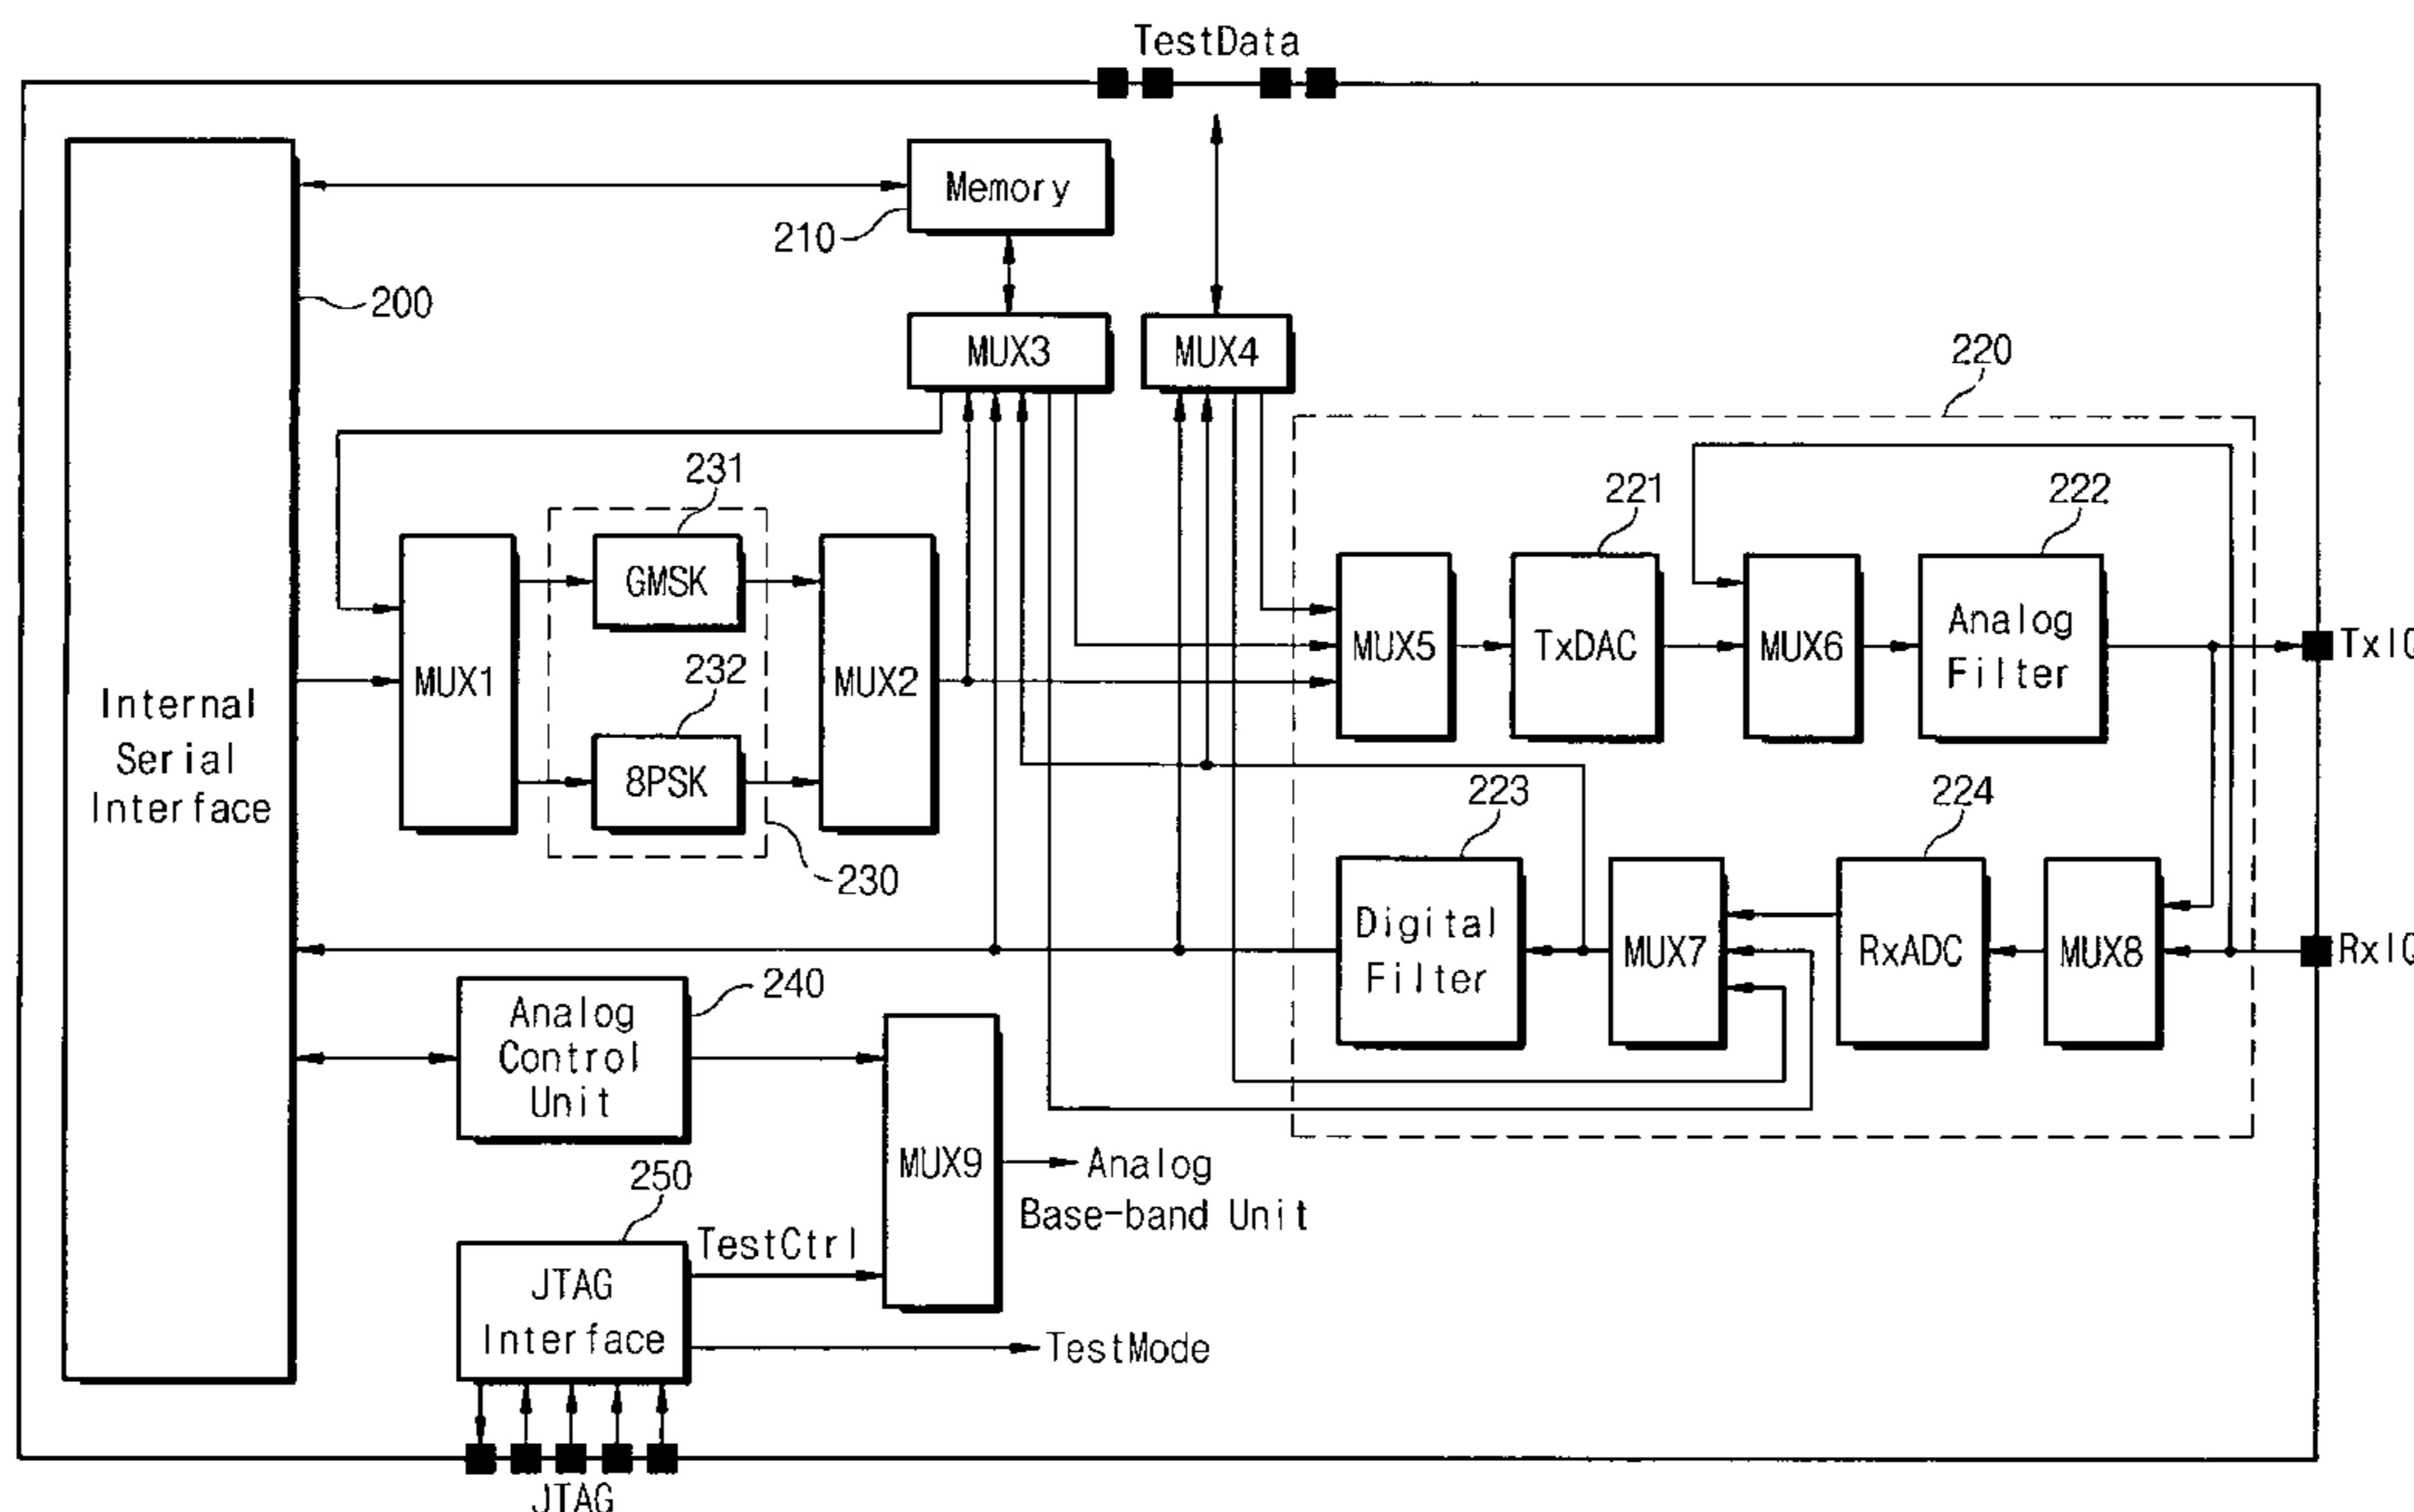 TestData
Memory
210
200
MUX3
MUX4
220
231
221
222
GMSK
MUX1
MUX2
232
8PSK
230
MUX5
TxDAC
MUX6
Analog
Filter
TxIQ
Internal
Serial
Interface
223
224
Digital
Filter
MUX7
RxADC
MUX8
RxIQ
240
Analog
Control
Unit
MUX9
Analog
Base-band Unit
250
TestCtrl
JTAG
Interface
TestMode
JTAG